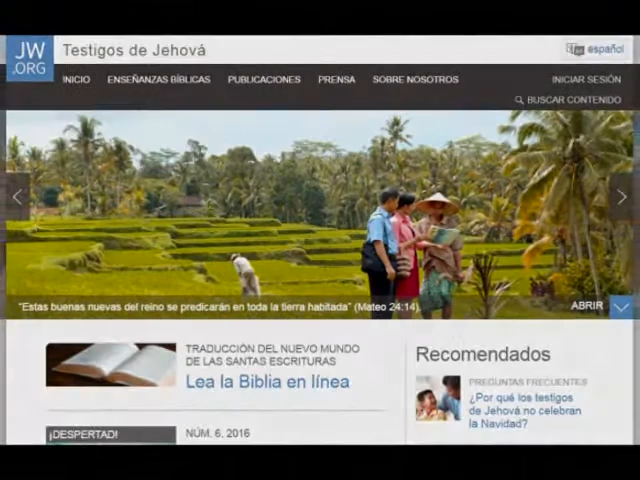 JW
.ORG
Testigos de Jehová
español
INICIO ENSEÑANZAS BÍBLICAS PUBLICACIONES PRENSA SOBRE NOSOTROS
INICIAR SESIÓN
BUSCAR CONTENIDO
“Estas buenas nuevas del reino se predicarán en toda la tierra habitada” (Mateo 24:14).
ABRIR
TRADUCCIÓN DEL NUEVO MUNDO
DE LAS SANTAS ESCRITURAS
Lea la Biblia en línea
¡DESPERTAD!
NÚM. 6, 2016
Recomendados
PREGUNTAS FRECUENTES
¿Por qué los testigos
de Jehová no celebran
la Navidad?